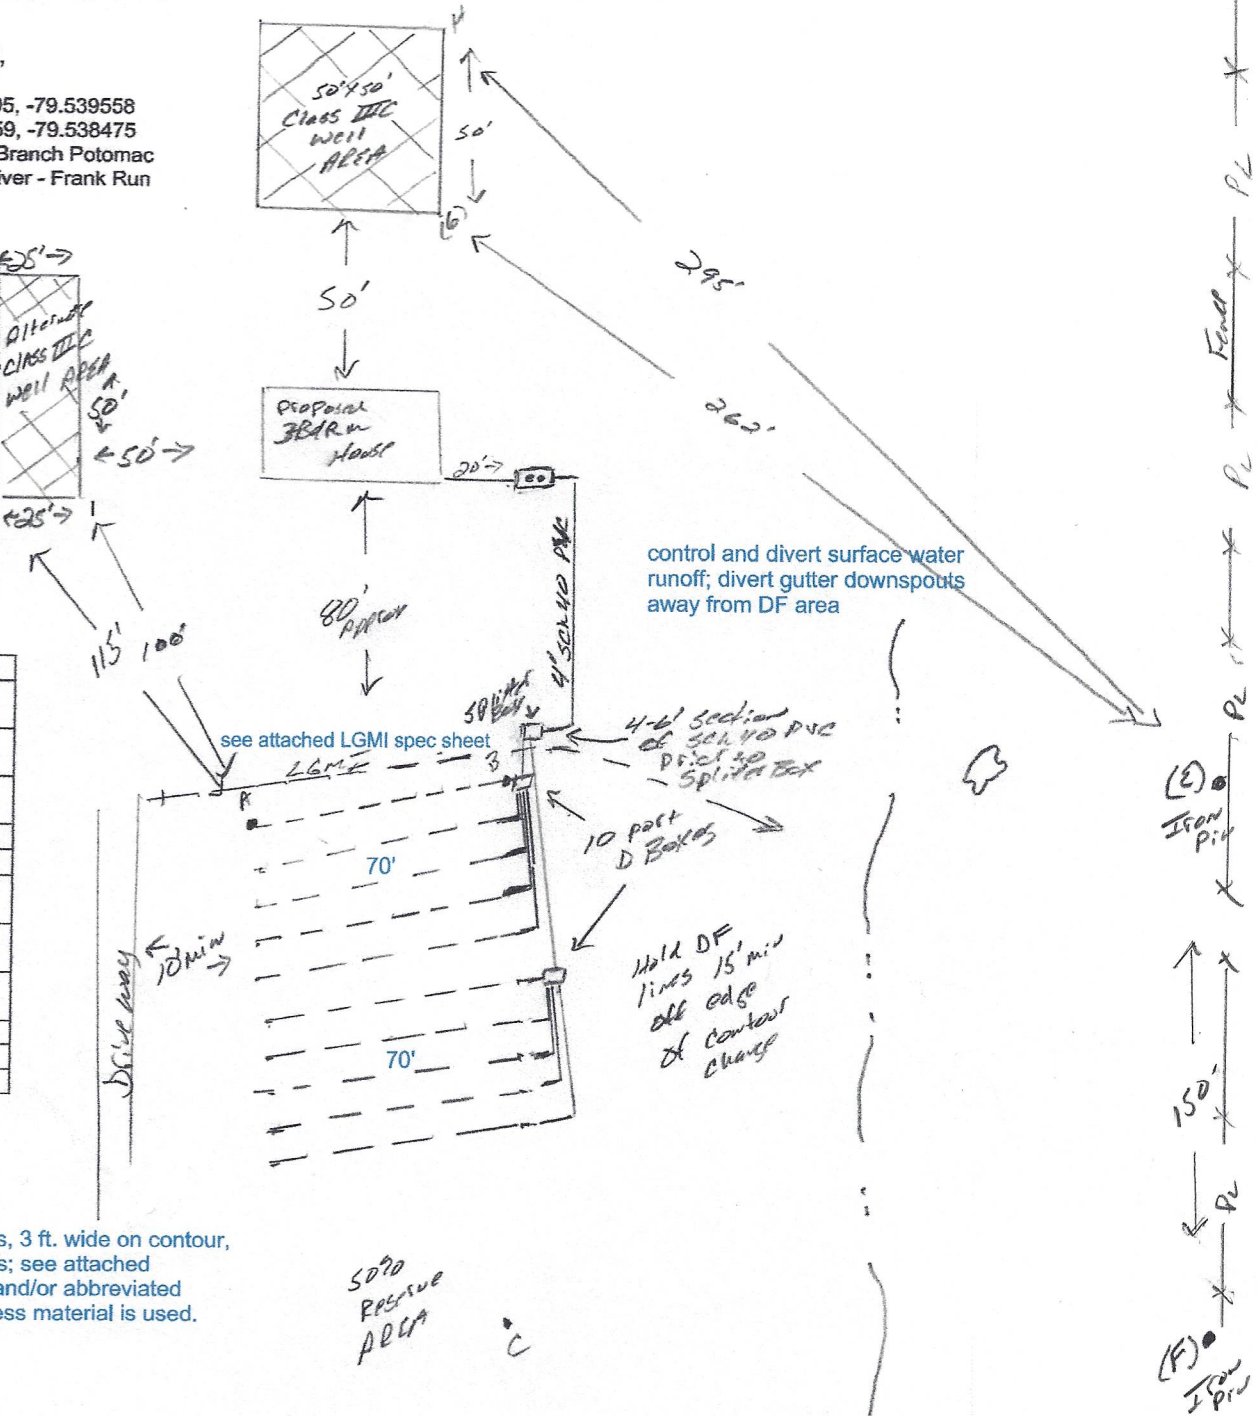 95, -79.539558
59, -79.538475
Branch Potomac
iver - Frank Run
50'x50'
Class IIIC
well
AREA
50'
(6)
295'
262'
50'
25'
Alternate
Class IIIC
well AREA
50'
50'
25'
Proposed
3BdRm
House
20'
4" SCH 40 PVC
80'
Approx
115'
100'
control and divert surface water
runoff; divert gutter downspouts
away from DF area
Splitter
Box
4-6' Section
of SCH 40 PVC
Prior to
Splitter Box
see attached LGMI spec sheet
LGMI
B
A
10 port
D Boxes
70'
70'
10' min
Driveway
Hold DF
lines 15' min
off edge
of contour
change
PL
Fence
PL
PL
(E)
Iron
Pin
150'
PL
(F)
Iron
Pin
s, 3 ft. wide on contour,
s; see attached
and/or abbreviated
ess material is used.
50%
Reserve
AREA
C